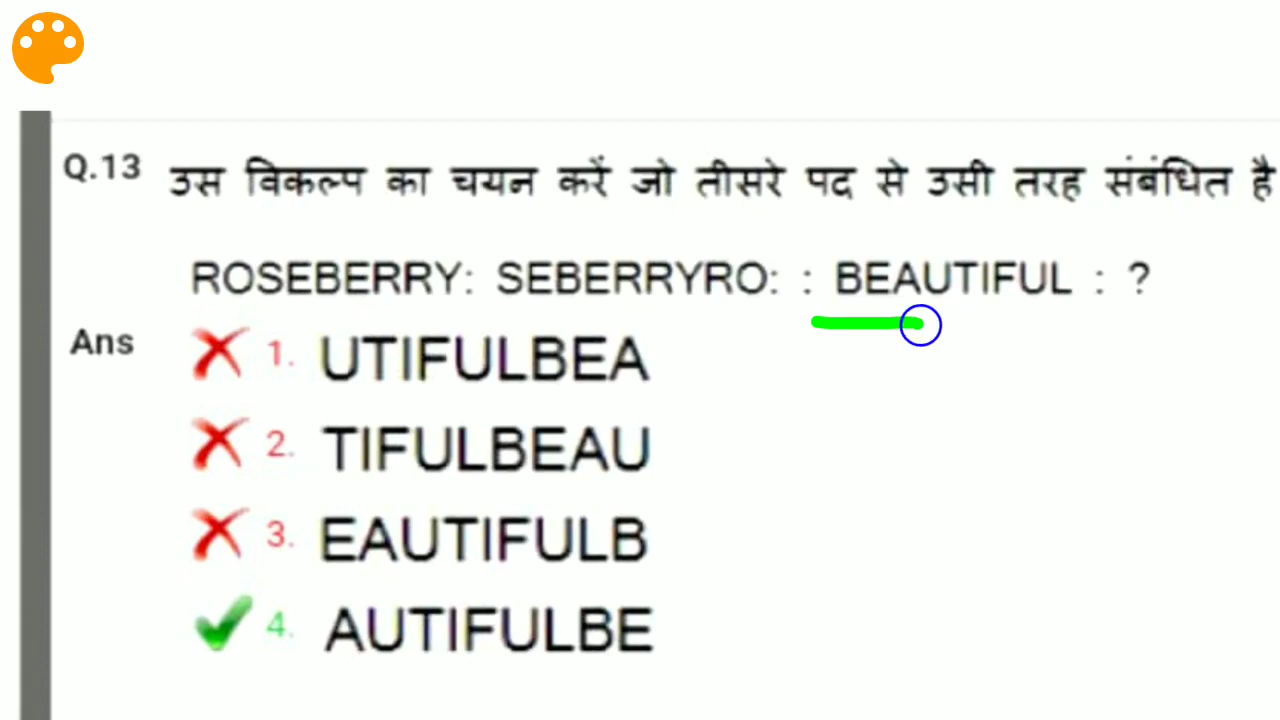 Q.13 उस विकल्प का चयन करें जो तीसरे पद से उसी तरह संबंधित है
ROSEBERRY: SEBERRYRO: : BEAUTIFUL : ?
Ans
1. UTIFULBEA
2. TIFULBEAU
3. EAUTIFULB
4. AUTIFULBE